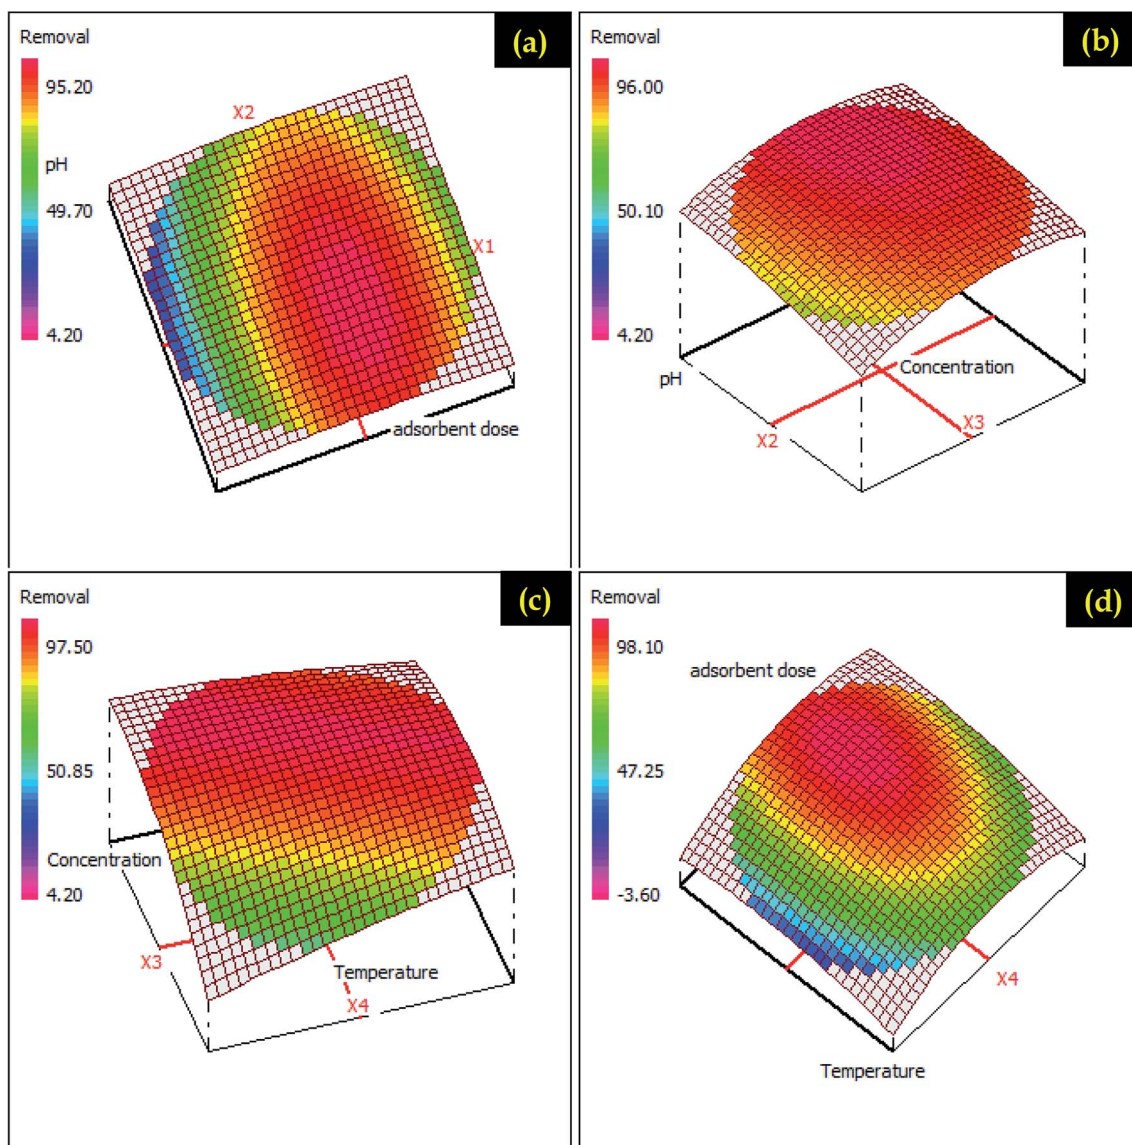 Removal
(a)
95.20
X2
pH
49.70
X1
4.20
adsorbent dose
Removal
(b)
96.00
50.10
4.20
Concentration
pH
X2
X3
Removal
(c)
97.50
50.85
Concentration
4.20
X3
Temperature
X4
Removal
(d)
98.10
adsorbent dose
47.25
-3.60
X4
Temperature